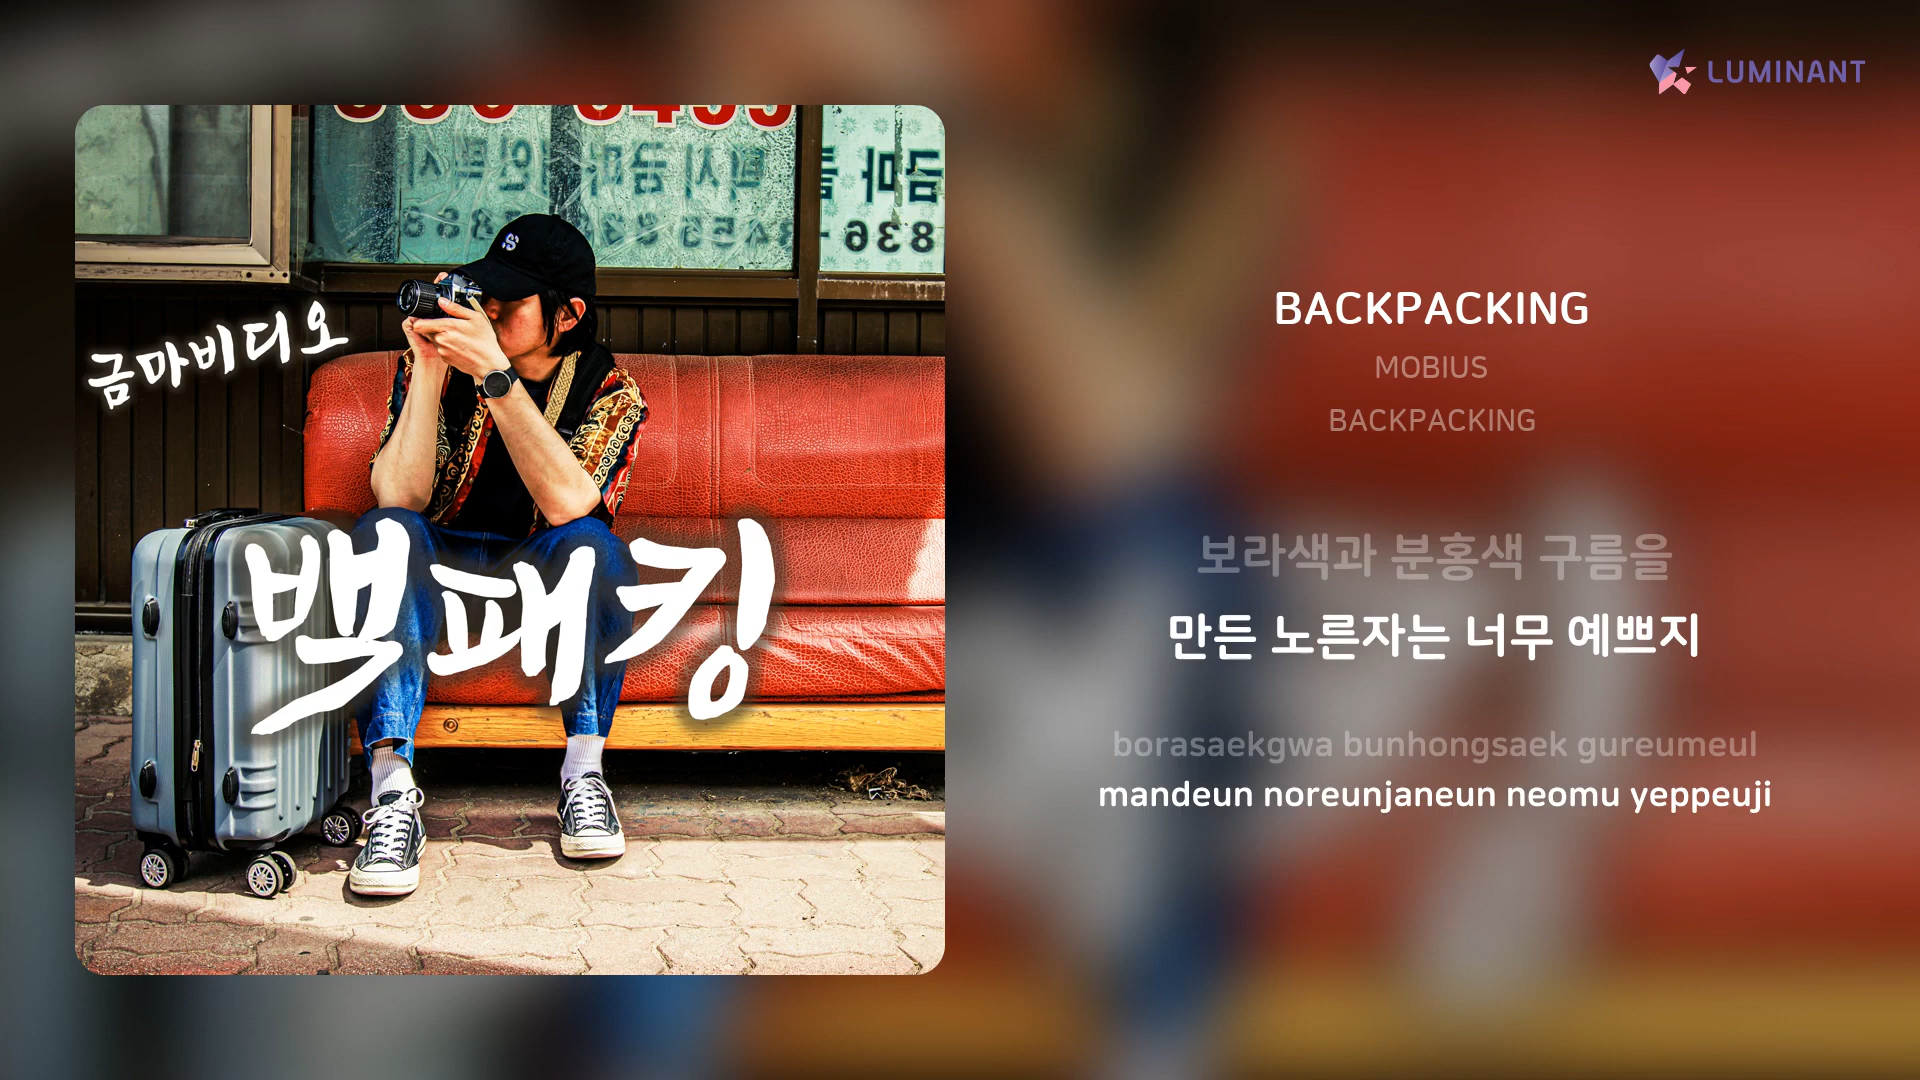 LUMINANT
금마비디오
백패킹
836
BACKPACKING
MOBIUS
BACKPACKING
보라색과 분홍색 구름을
만든 노른자는 너무 예쁘지
borasaekgwa bunhongsaek gureumeul
mandeun noreunjaneun neomu yeppeuji